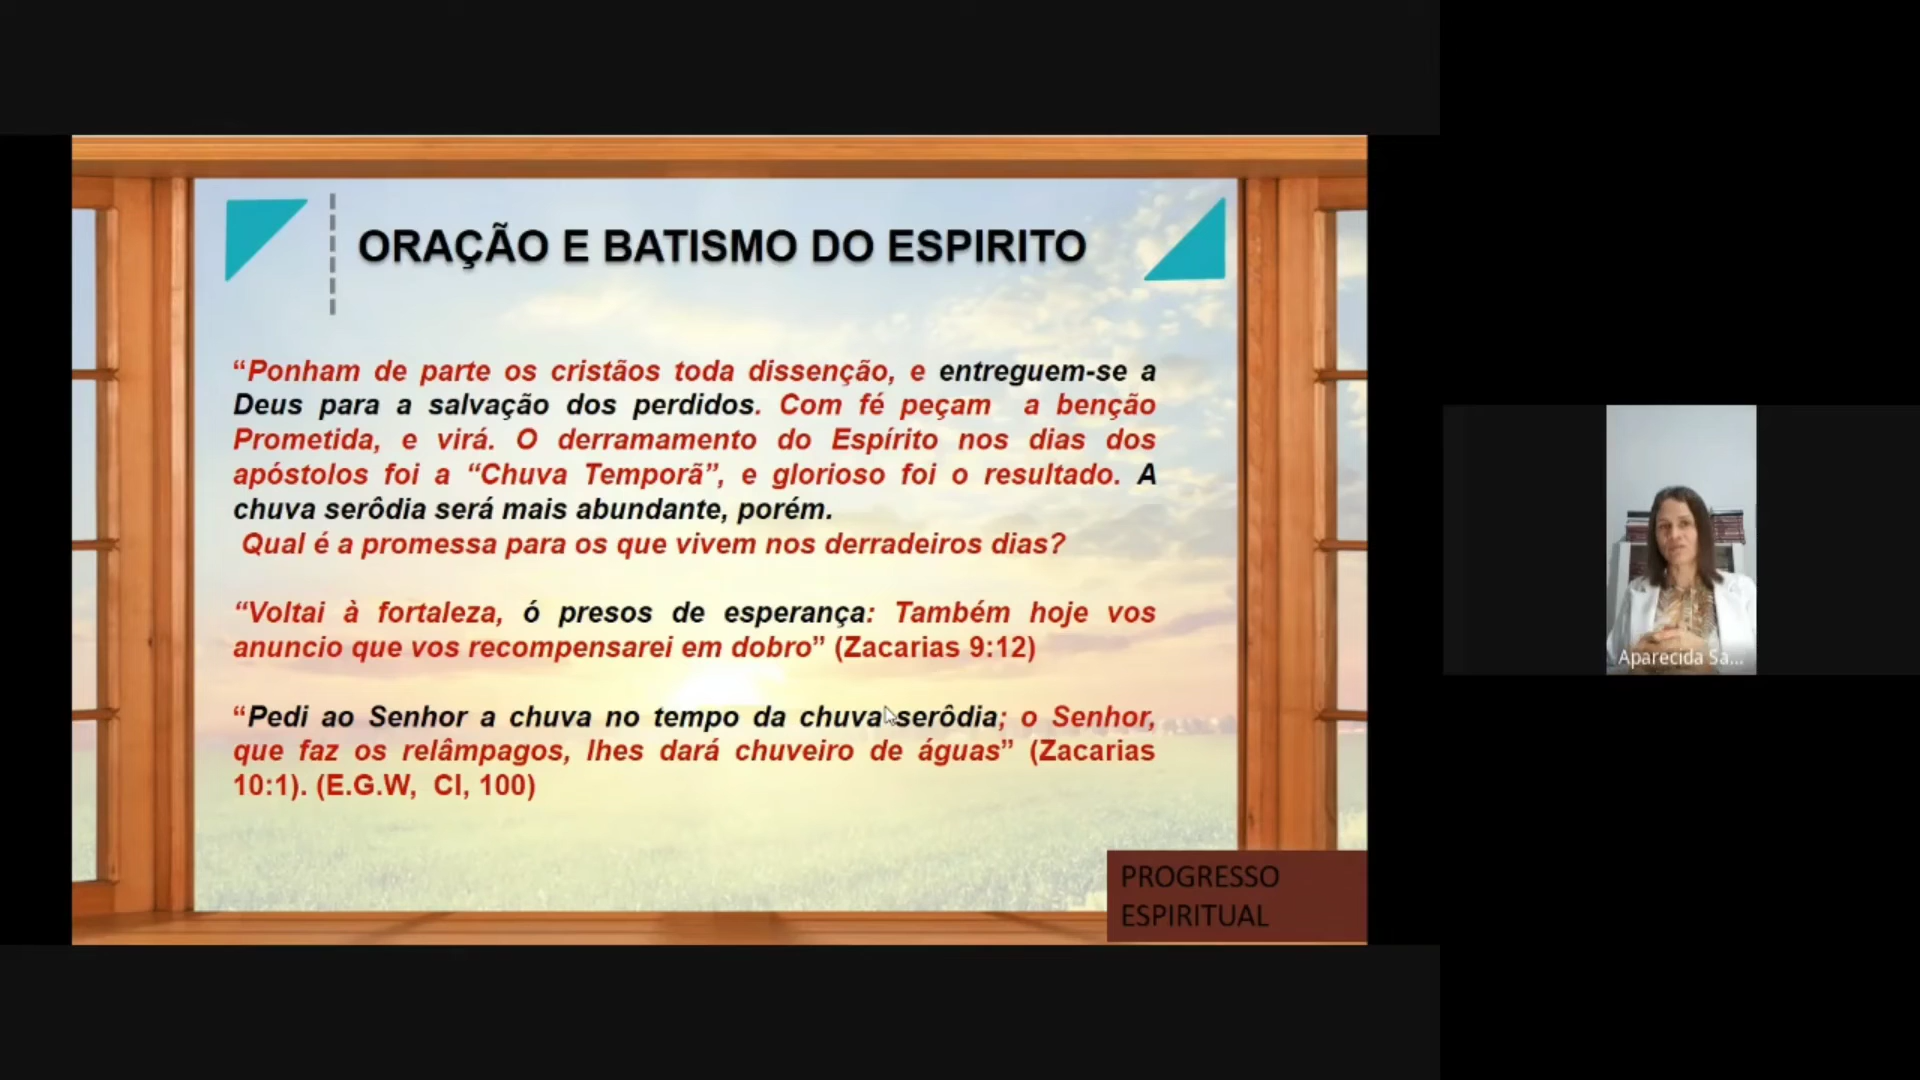 ORAÇÃO E BATISMO DO ESPIRITO
“Ponham de parte os cristãos toda dissenção, e entreguem-se a
Deus para a salvação dos perdidos. Com fé peçam a benção
Prometida, e virá. O derramamento do Espírito nos dias dos
apóstolos foi a “Chuva Temporã”, e glorioso foi o resultado. A
chuva serôdia será mais abundante, porém.
Qual é a promessa para os que vivem nos derradeiros dias?
“Voltai à fortaleza, ó presos de esperança: Também hoje vos
anuncio que vos recompensarei em dobro” (Zacarias 9:12)
“Pedi ao Senhor a chuva no tempo da chuva serôdia; o Senhor,
que faz os relâmpagos, lhes dará chuveiro de águas” (Zacarias
10:1). (E.G.W, CI, 100)
PROGRESSO
ESPIRITUAL
Aparecida Sa...